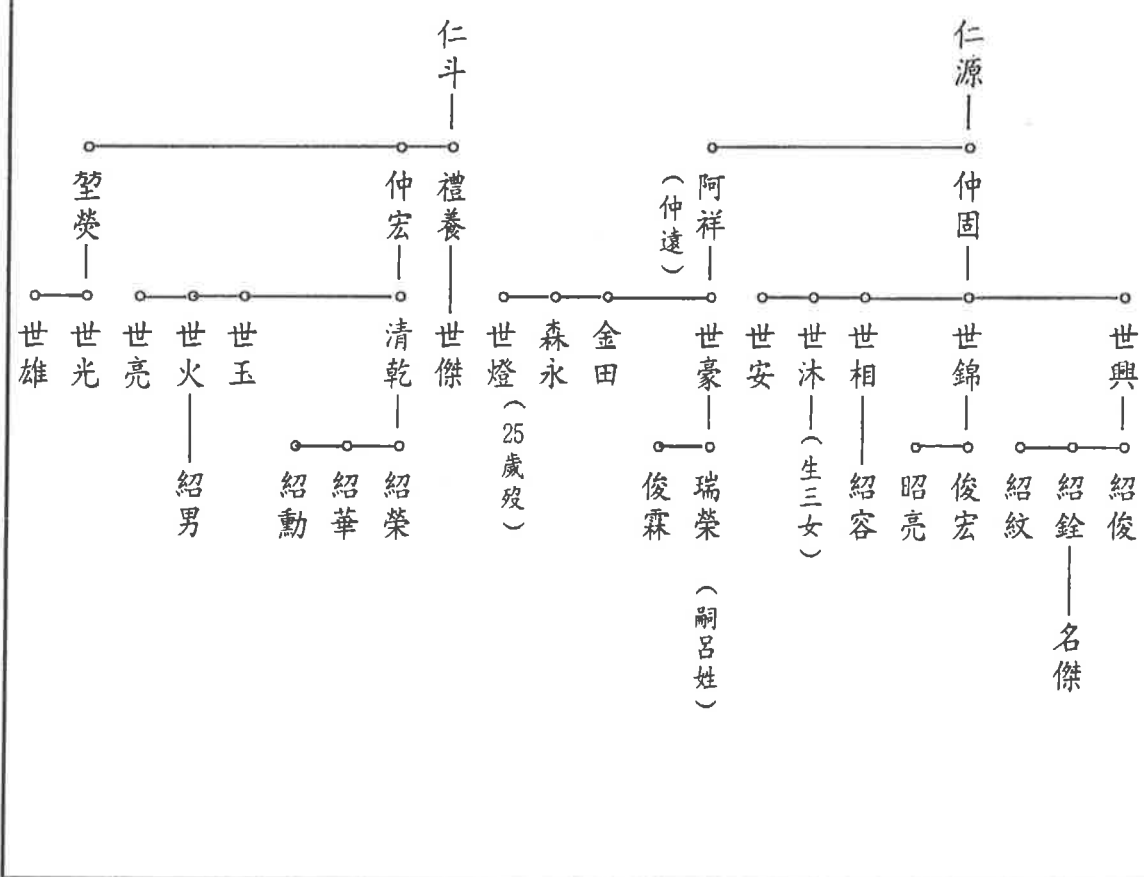 仁源
仁斗
仲固
阿祥
(仲遠)
禮養
仲宏
堃熒
世興
世錦
世相
世沐
世安
世豪
金田
森永
世燈
(25歲歿)
世傑
清乾
世玉
世火
世亮
世光
世雄
紹俊
紹銓
紹紋
俊宏
昭亮
紹容
(生三女)
瑞榮
(嗣呂姓)
俊霖
紹榮
紹華
紹勳
紹男
名傑